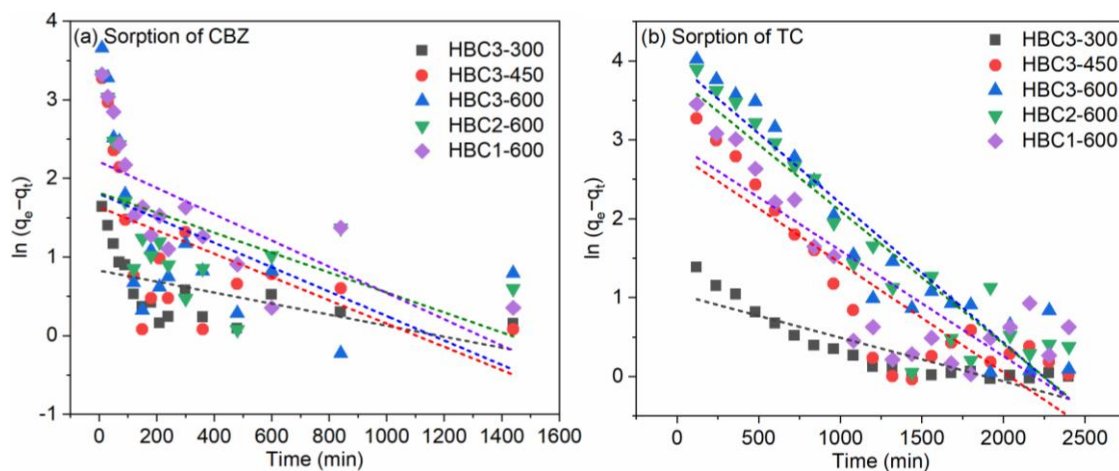 (a) Sorption of CBZ
HBC3-300
HBC3-450
HBC3-600
HBC2-600
HBC1-600
4
3
2
1
0
-1
ln (qe−qt)
0 200 400 600 800 1000 1200 1400 1600
Time (min)
(b) Sorption of TC
HBC3-300
HBC3-450
HBC3-600
HBC2-600
HBC1-600
4
3
2
1
0
ln (qe−qt)
0 500 1000 1500 2000 2500
Time (min)